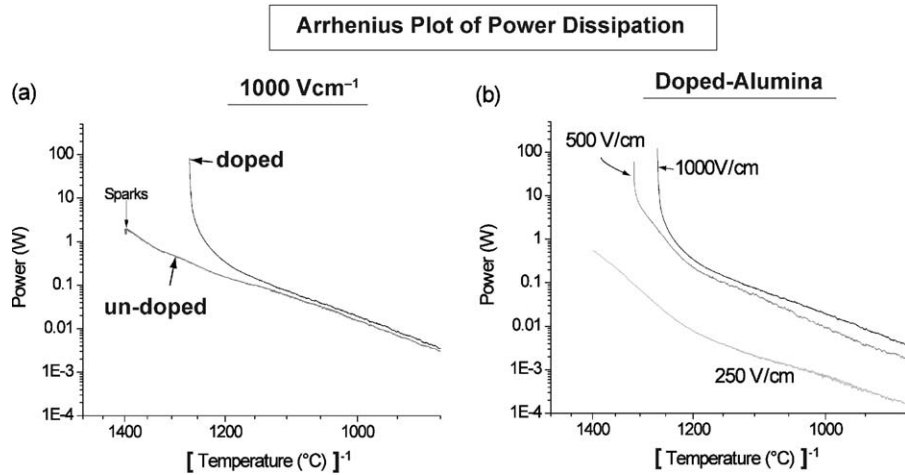 Arrhenius Plot of Power Dissipation
(a)
1000 Vcm⁻¹
100
10
1
0.1
0.01
1E-3
1E-4
Power (W)
Sparks
doped
un-doped
1400
1200
1000
[ Temperature (°C) ]⁻¹
(b)
Doped-Alumina
500 V/cm
1000V/cm
100
10
1
0.1
0.01
1E-3
1E-4
Power (W)
250 V/cm
1400
1200
1000
[ Temperature (°C) ]⁻¹